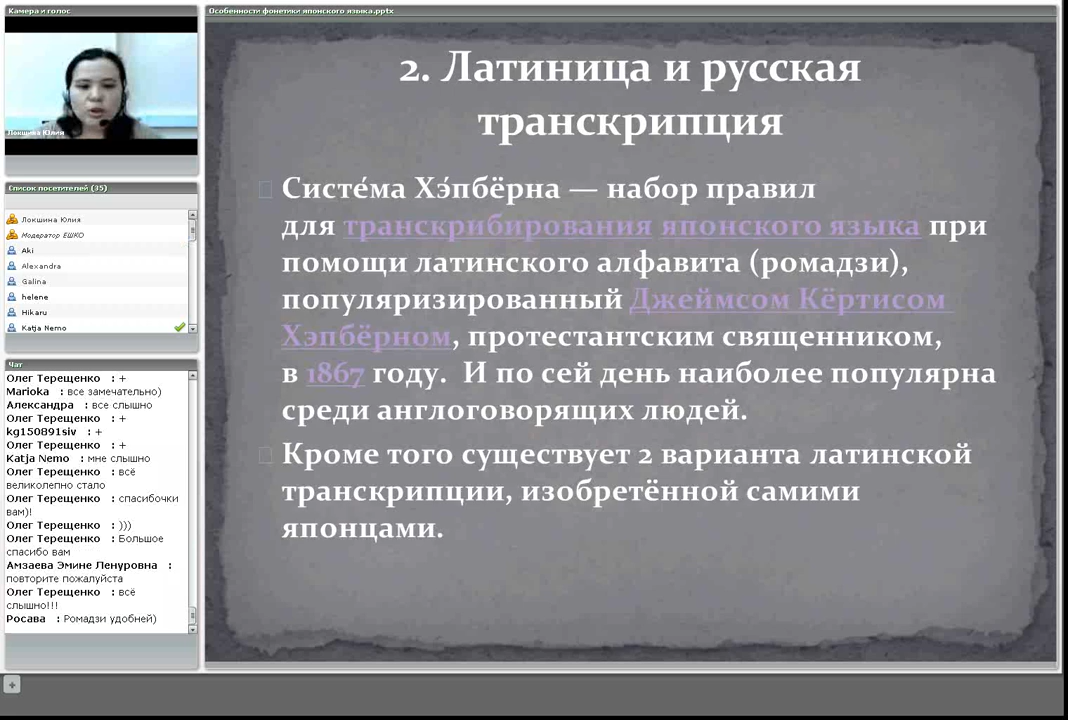 Камера и голос
Локшина Юлия
Список посетителей (35)
Локшина Юлия
Модератор ЕШКО
Aki
Alexandra
Galina
helene
Hikaru
Katja Nemo
Чат
Олег Терещенко : +
Marioka : все замечательно)
Александра : все слышно
Олег Терещенко : +
kg150891siv : +
Олег Терещенко : +
Katja Nemo : мне слышно
Олег Терещенко : всё
великолепно стало
Олег Терещенко : спасибочки
вам)!
Олег Терещенко : )))
Олег Терещенко : Большое
спасибо вам
Амзаева Эмине Ленуровна :
повторите пожалуйста
Олег Терещенко : всё
слышно!!!
Росава : Ромадзи удобней)
Особенности фонетики японского языка.pptx
2. Латиница и русская
транскрипция
Систе́ма Хэ́пбёрна — набор правил
для транскрибирования японского языка при
помощи латинского алфавита (ромадзи),
популяризированный Джеймсом Кёртисом
Хэпбёрном, протестантским священником,
в 1867 году. И по сей день наиболее популярна
среди англоговорящих людей.
Кроме того существует 2 варианта латинской
транскрипции, изобретённой самими
японцами.